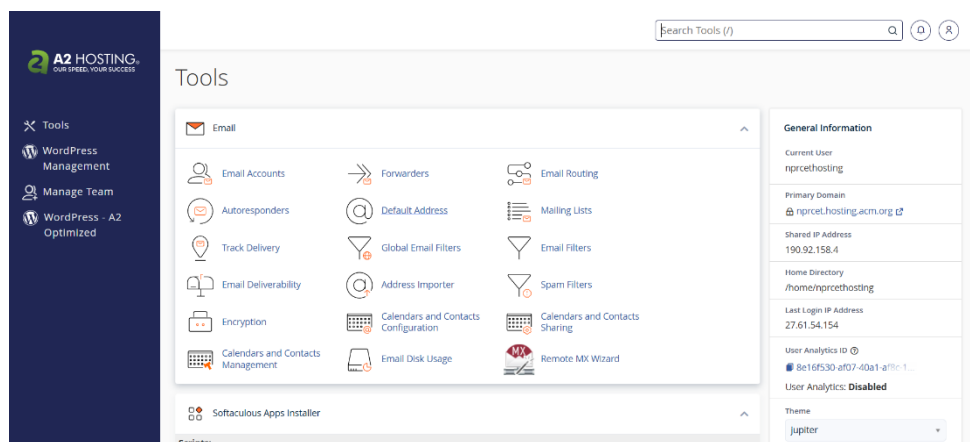 Search Tools (/)
A2 HOSTING®
OUR SPEED, YOUR SUCCESS
Tools
WordPress
Management
Manage Team
WordPress - A2
Optimized
Tools
Email
Email Accounts
Forwarders
Email Routing
Autoresponders
Default Address
Mailing Lists
Track Delivery
Global Email Filters
Email Filters
Email Deliverability
Address Importer
Spam Filters
Encryption
Calendars and Contacts
Configuration
Calendars and Contacts
Sharing
Calendars and Contacts
Management
Email Disk Usage
MX
Remote MX Wizard
Softaculous Apps Installer
Scripts:
General Information
Current User
nprcethosting
Primary Domain
nprcet.hosting.acm.org
Shared IP Address
190.92.158.4
Home Directory
/home/nprcethosting
Last Login IP Address
27.61.54.154
User Analytics ID
8e16f530-af07-40a1-af8c-1...
User Analytics: Disabled
Theme
jupiter